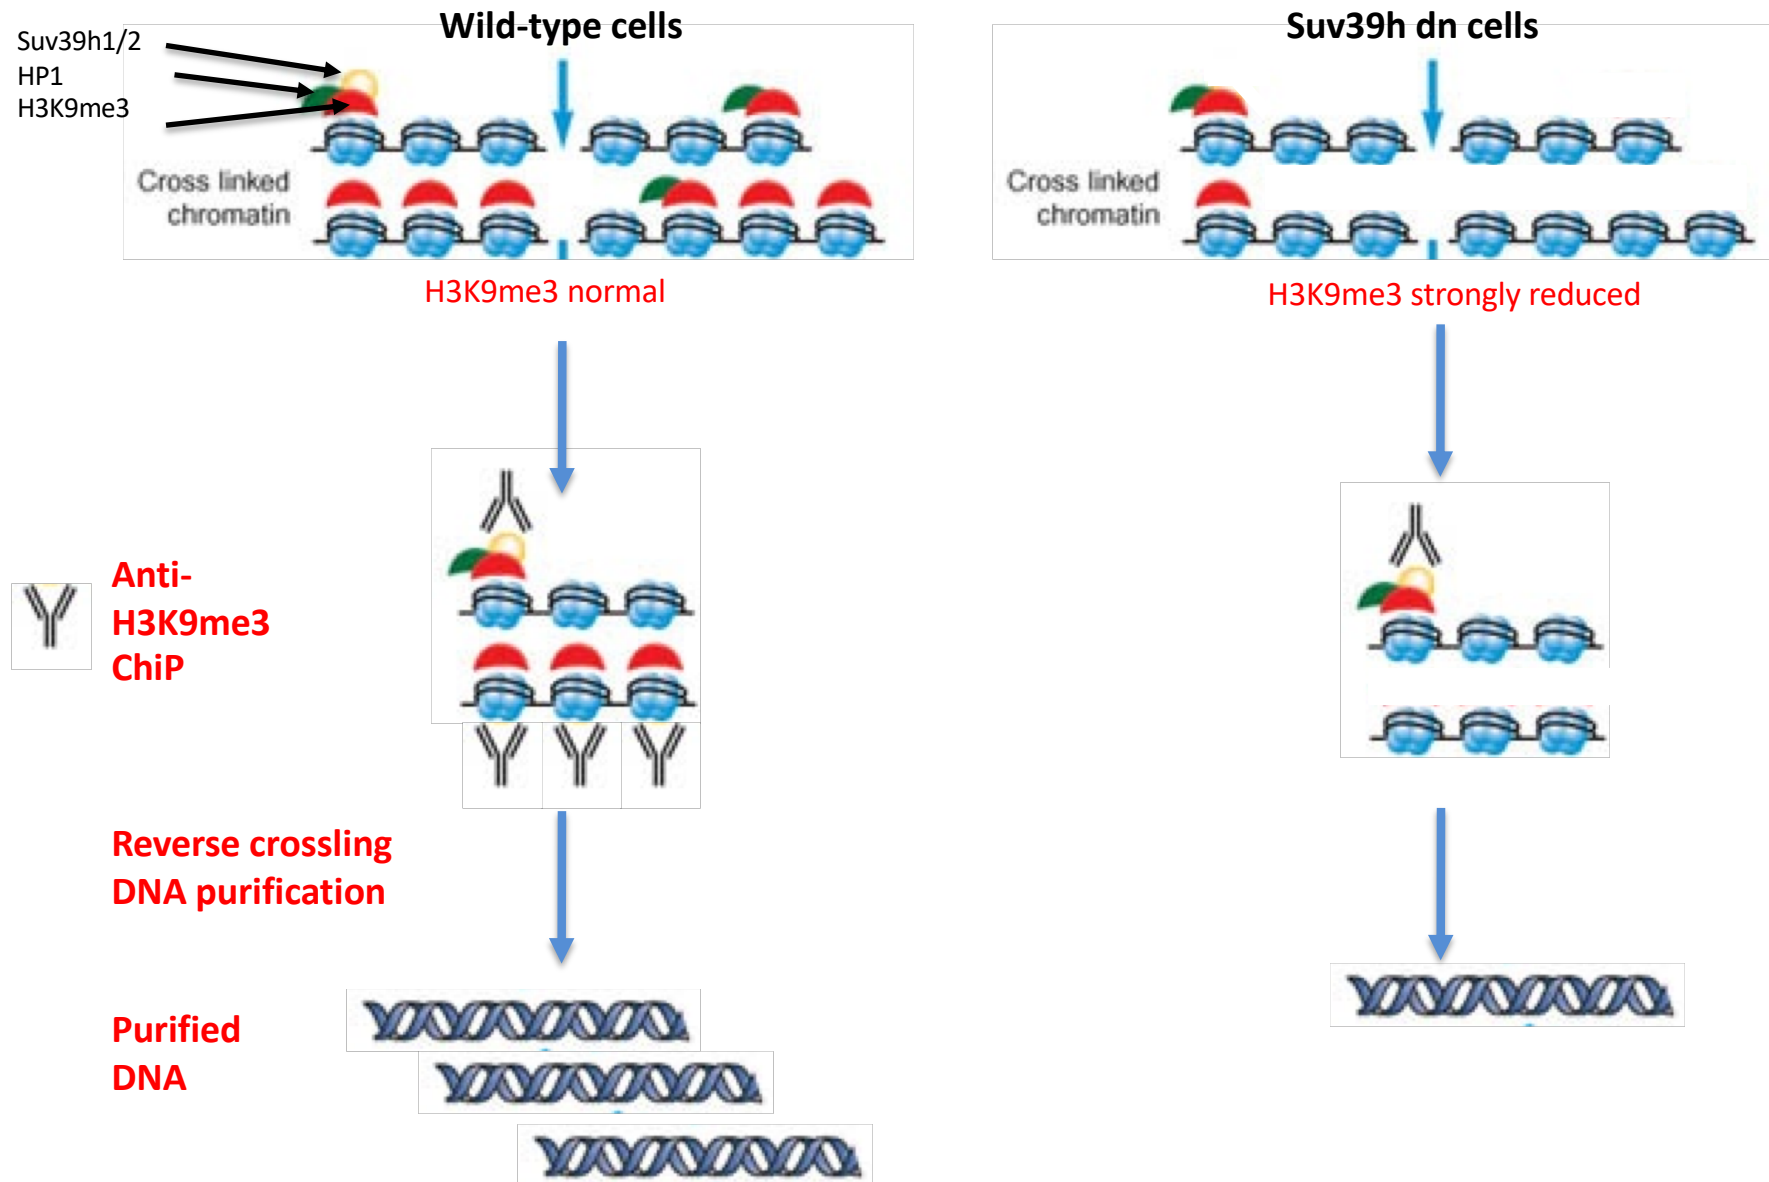 Wild-type cells
Suv39h1/2
HP1
H3K9me3
Cross linked
chromatin
H3K9me3 normal
Suv39h dn cells
Cross linked
chromatin
H3K9me3 strongly reduced
Anti-
H3K9me3
ChiP
Reverse crossling
DNA purification
Purified
DNA